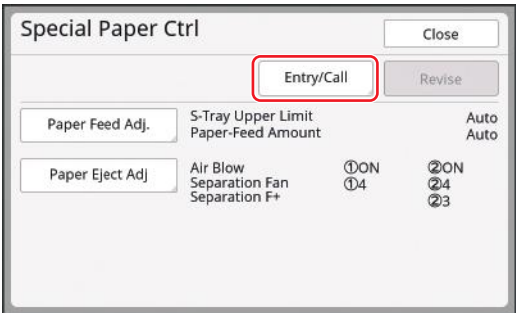 Special Paper Ctrl
Close
Entry/Call
Revise
Paper Feed Adj.
S-Tray Upper Limit Auto
Paper-Feed Amount Auto
Paper Eject Adj
Air Blow ①ON ②ON
Separation Fan ①4 ②4
Separation F+ ②3